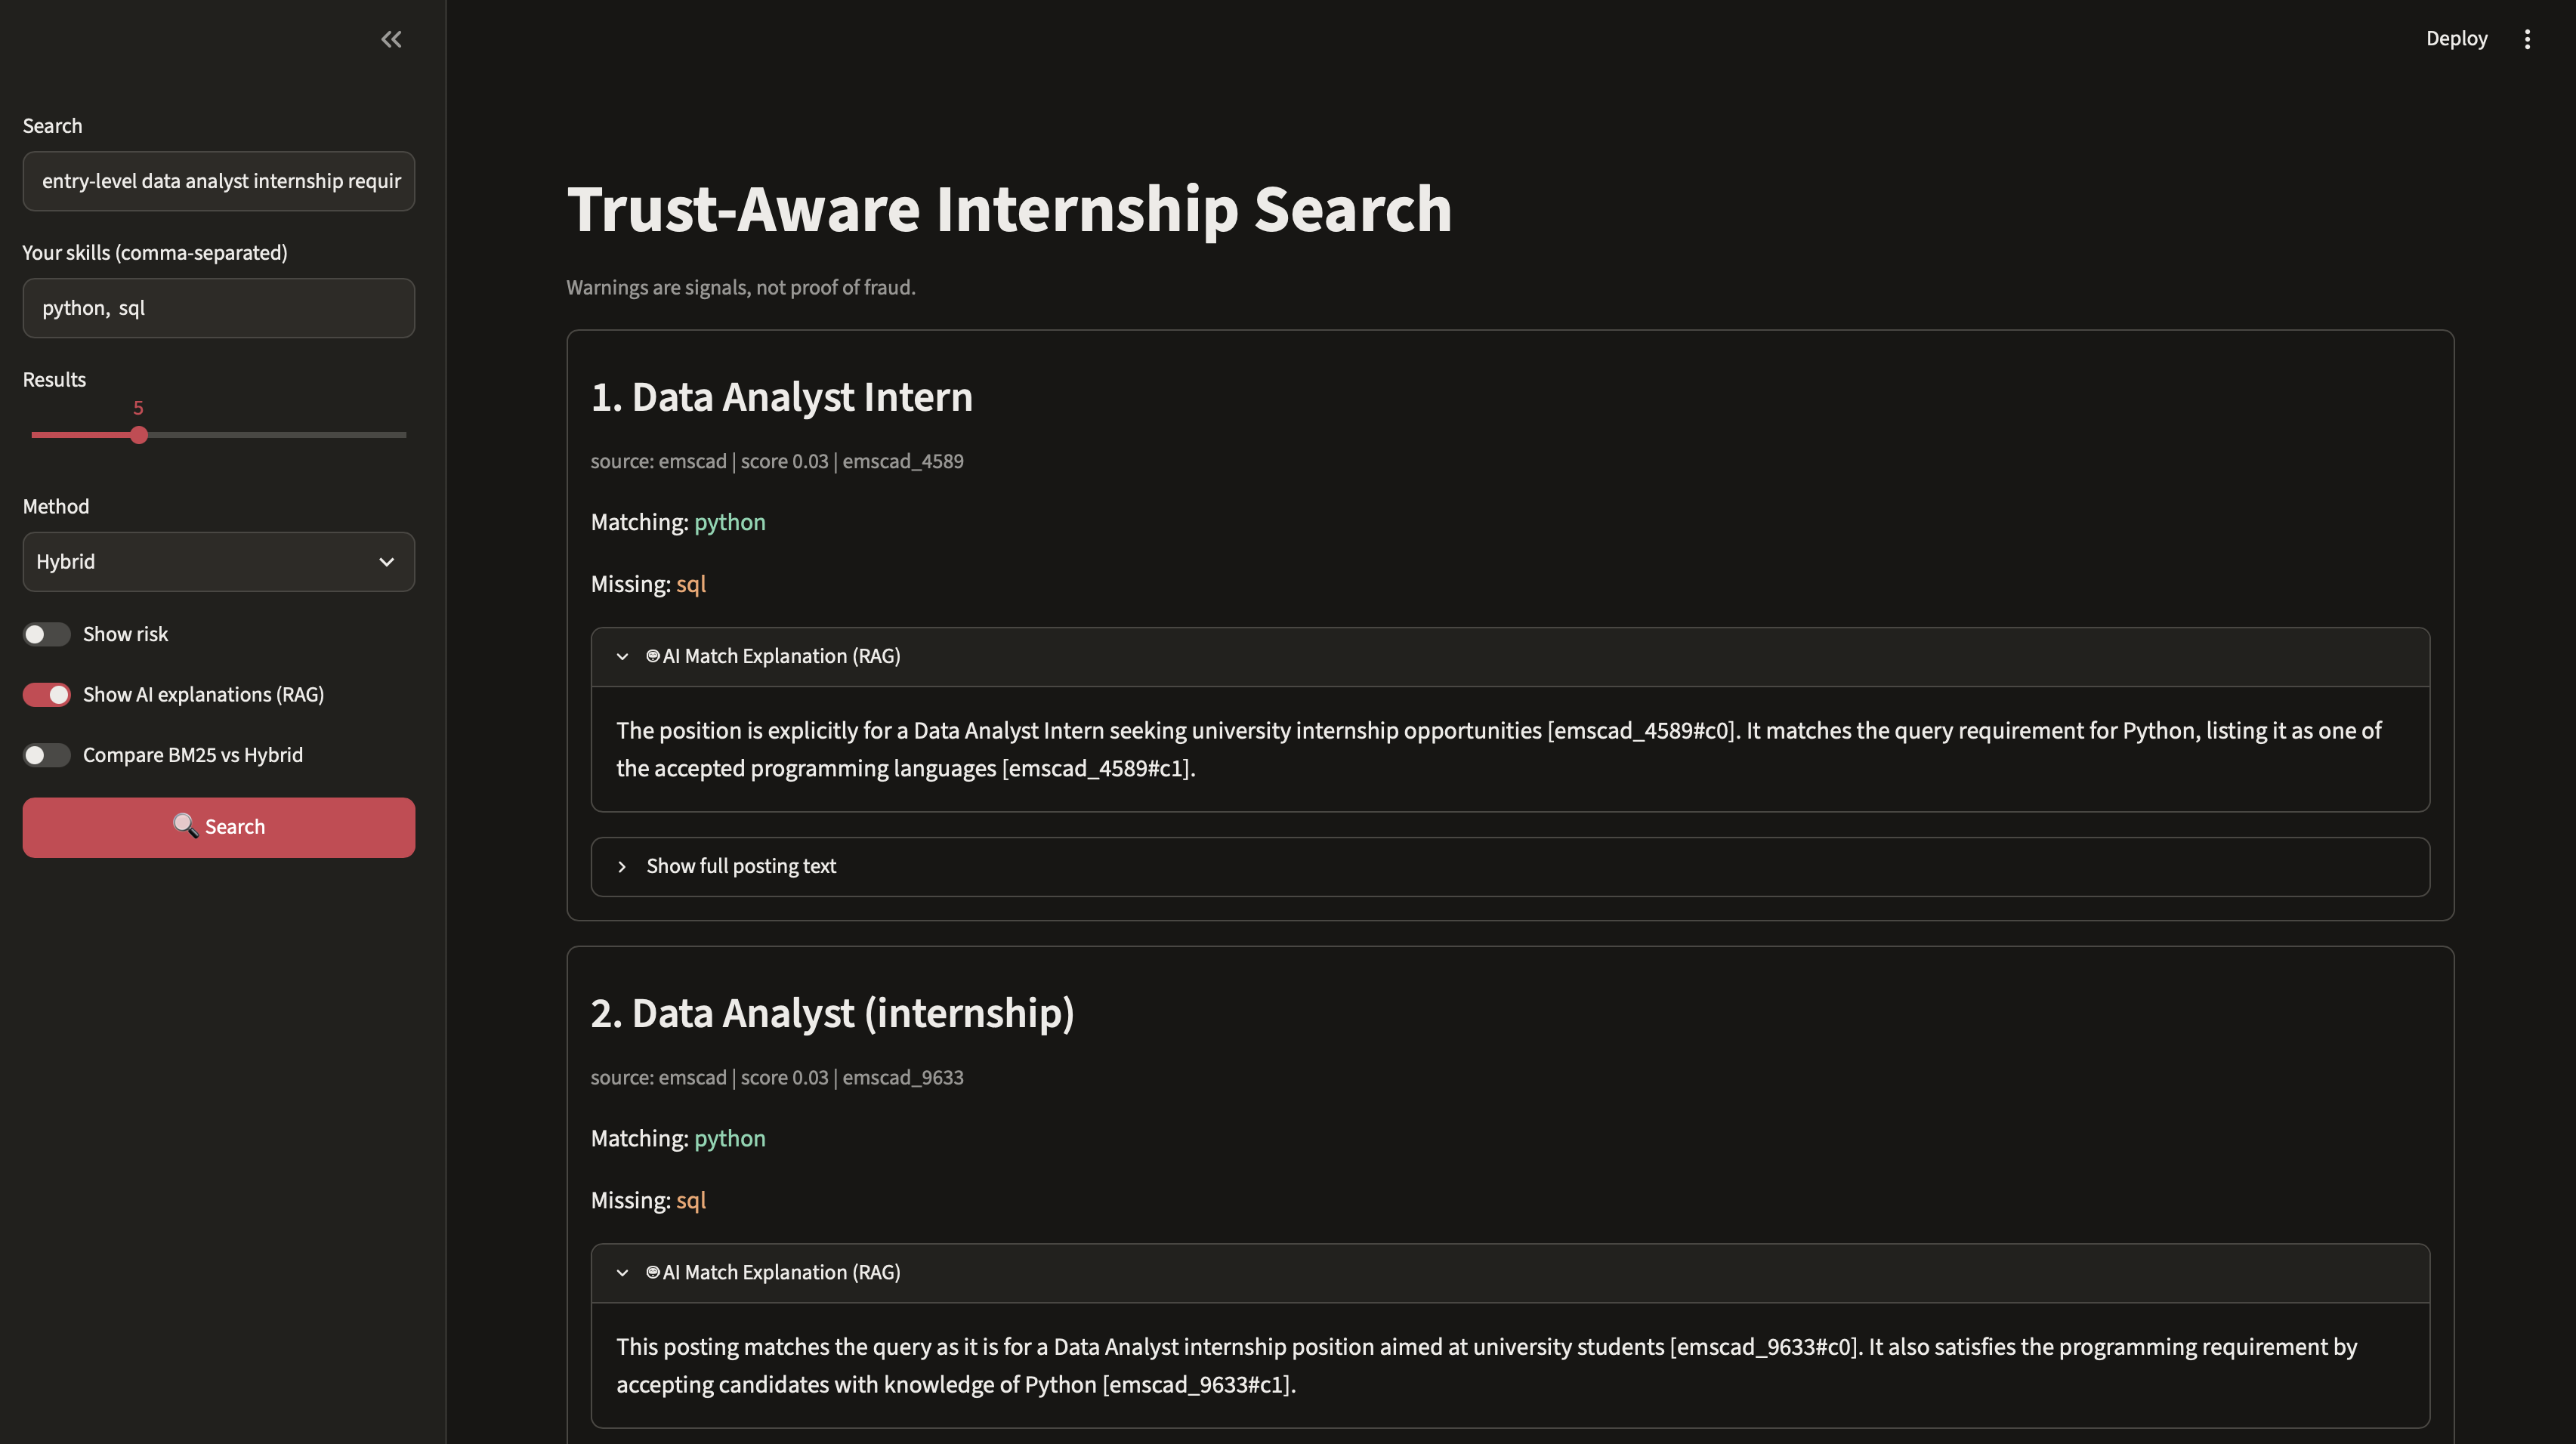 Deploy
Search
entry-level data analyst internship requir
Your skills (comma-separated)
python,  sql
Results
5
Method
Hybrid
Show risk
Show AI explanations (RAG)
Compare BM25 vs Hybrid
Search
Trust-Aware Internship Search
Warnings are signals, not proof of fraud.
1. Data Analyst Intern
source: emscad | score 0.03 | emscad_4589
Matching: python
Missing: sql
AI Match Explanation (RAG)
The position is explicitly for a Data Analyst Intern seeking university internship opportunities [emscad_4589#c0]. It matches the query requirement for Python, listing it as one of
the accepted programming languages [emscad_4589#c1].
Show full posting text
2. Data Analyst (internship)
source: emscad | score 0.03 | emscad_9633
Matching: python
Missing: sql
AI Match Explanation (RAG)
This posting matches the query as it is for a Data Analyst internship position aimed at university students [emscad_9633#c0]. It also satisfies the programming requirement by
accepting candidates with knowledge of Python [emscad_9633#c1].